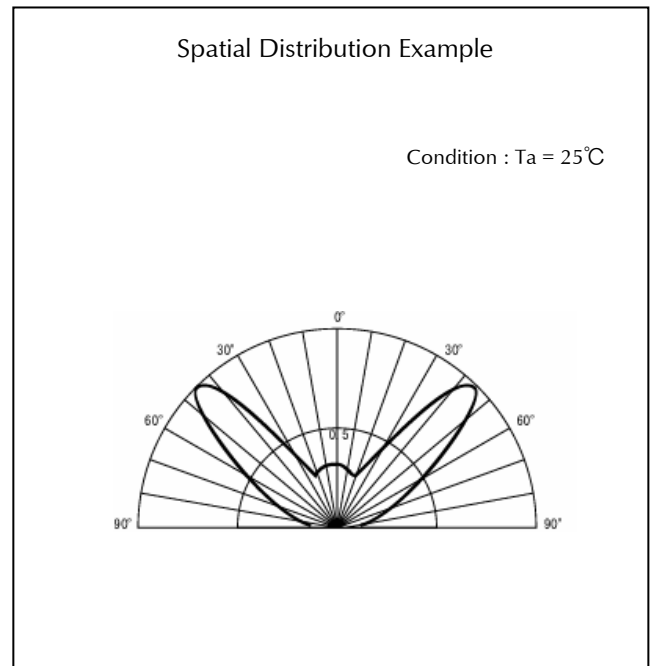 Spatial Distribution Example
Condition : Ta = 25℃
0°
30° 30°
60° 60°
0.5
90° 90°